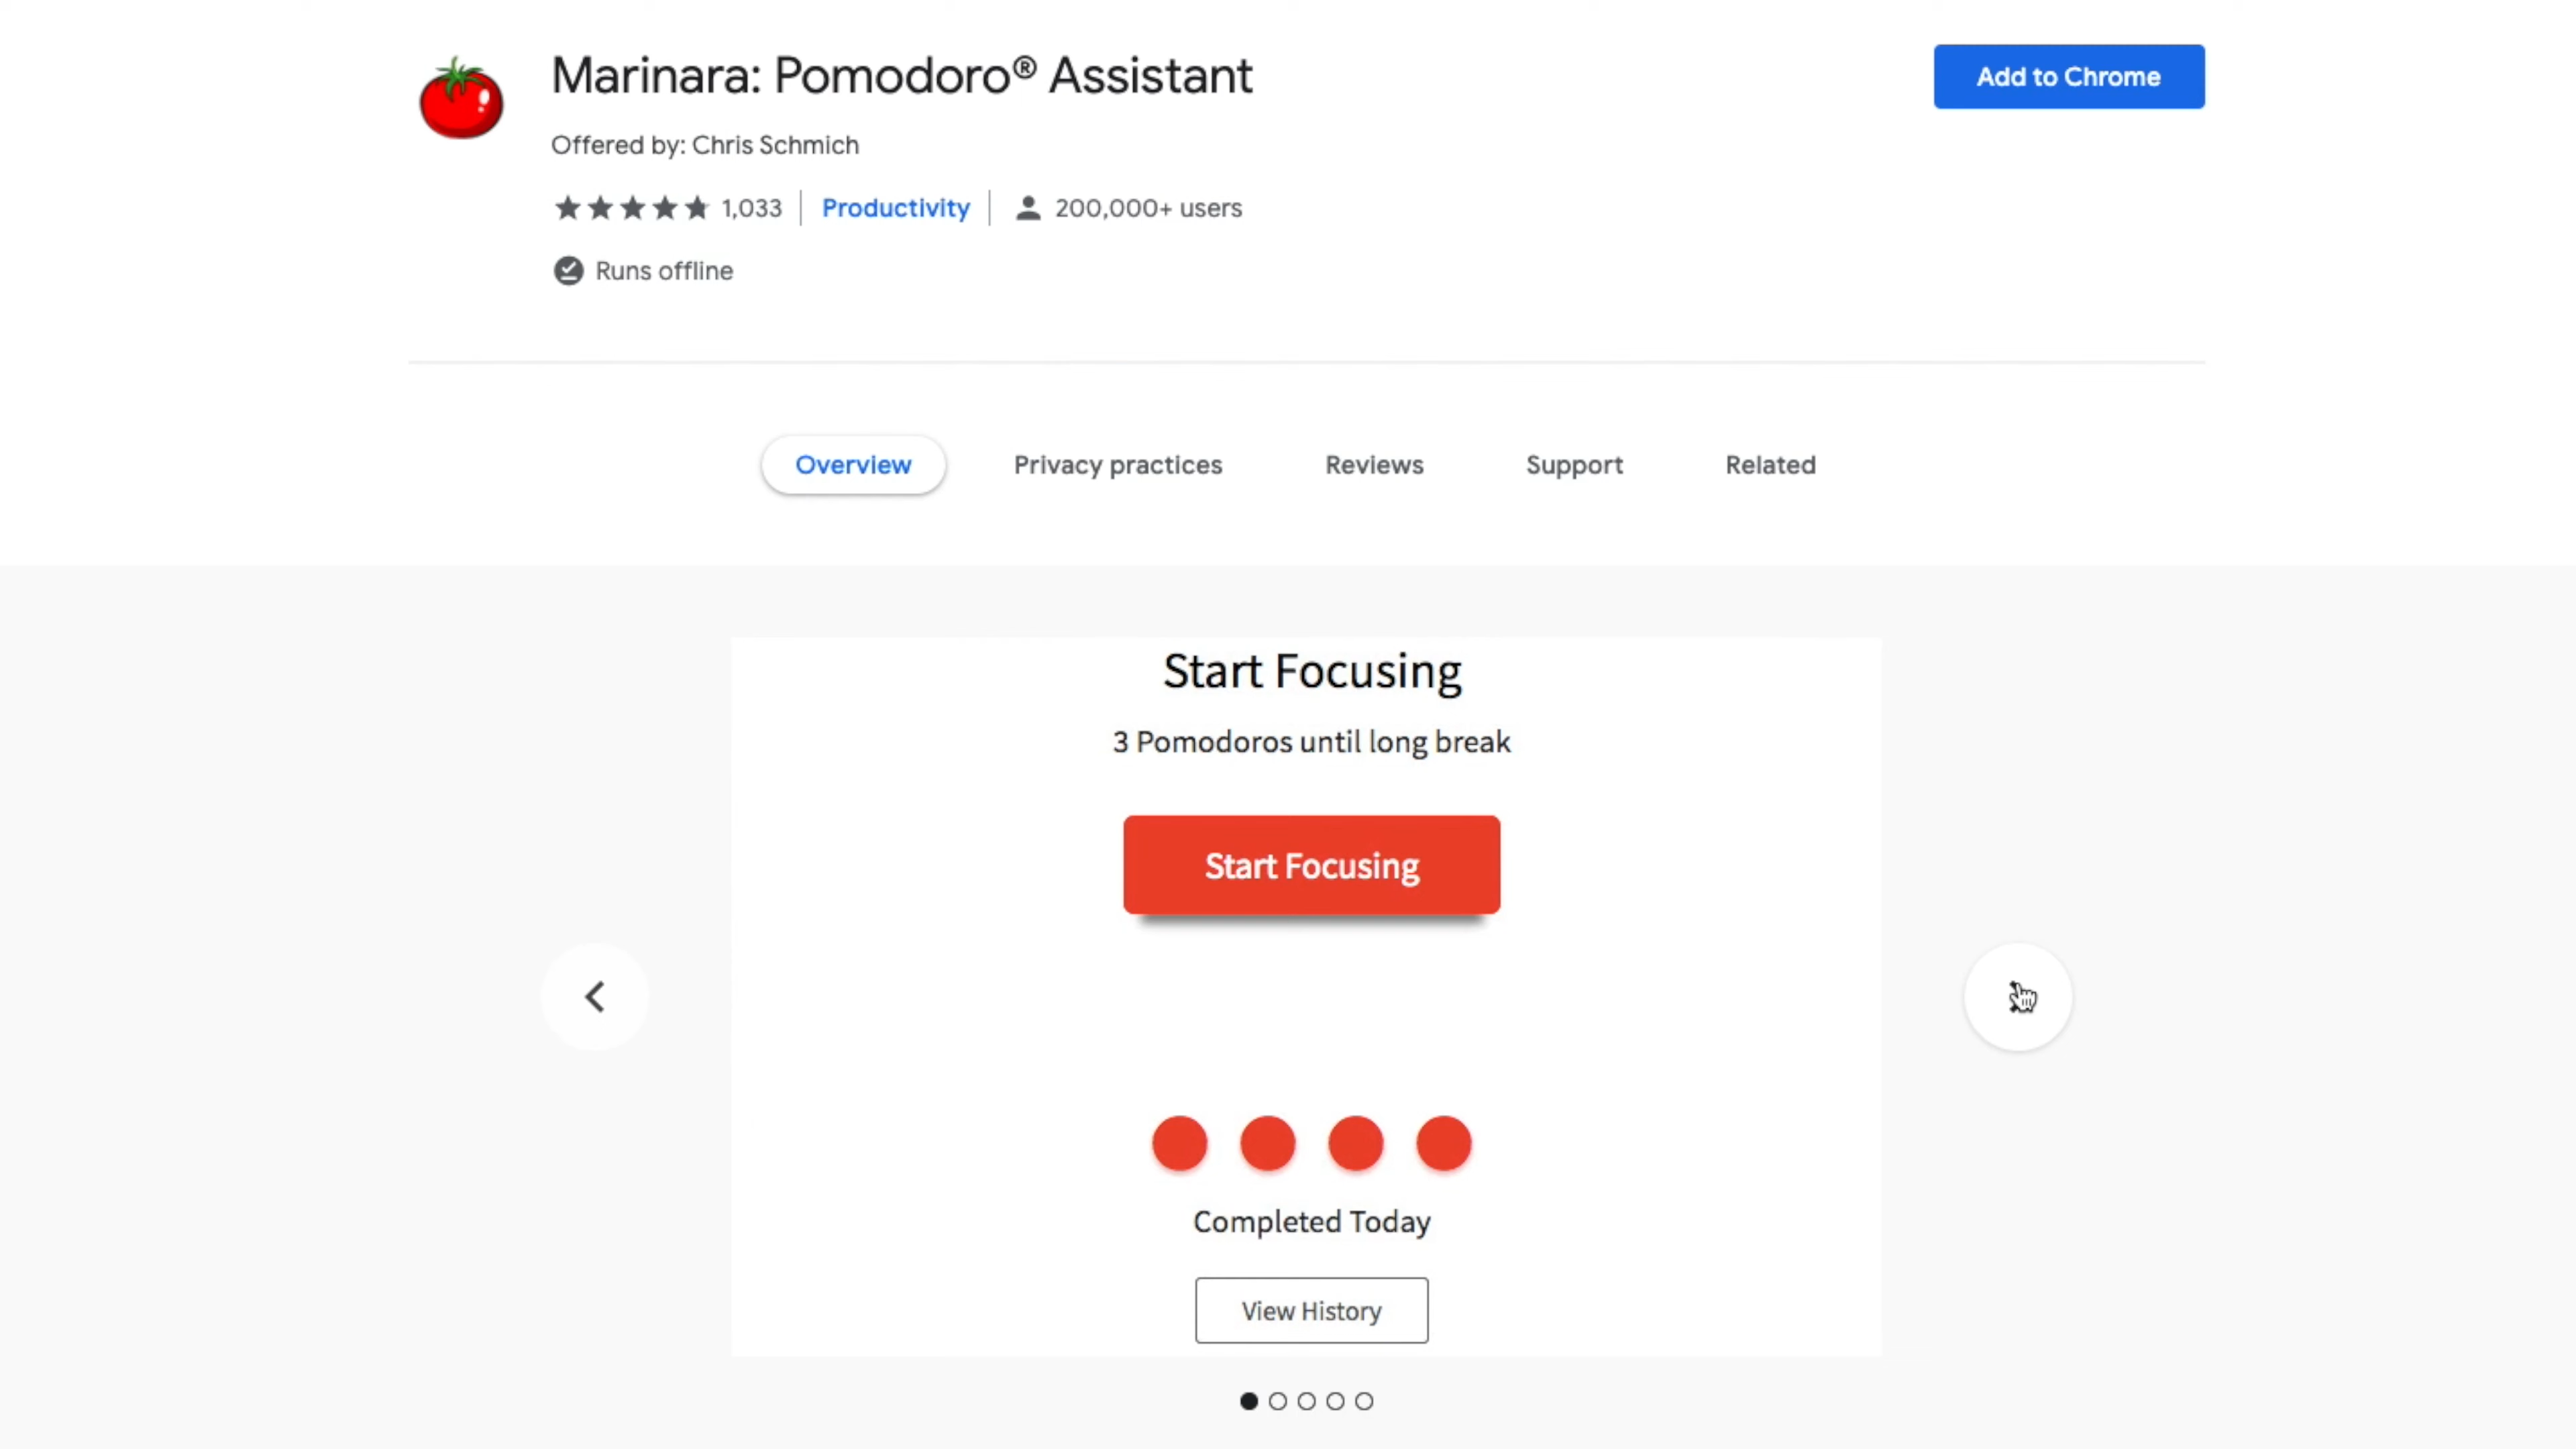 Marinara: Pomodoro® Assistant
Add to Chrome
Offered by: Chris Schmich
1,033
Productivity
200,000+ users
Runs offline
Overview
Privacy practices
Reviews
Support
Related
Start Focusing
3 Pomodoros until long break
Start Focusing
Completed Today
View History